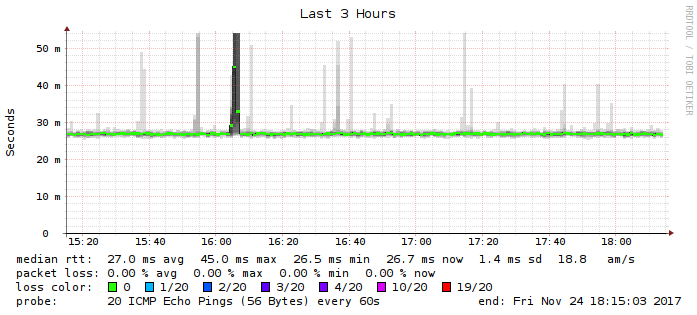 Last 3 Hours
RRDTOOL / TOBI OETIKER
Seconds
50 m
40 m
30 m
20 m
10 m
0
15:20 15:40 16:00 16:20 16:40 17:00 17:20 17:40 18:00
median rtt: 27.0 ms avg 45.0 ms max 26.5 ms min 26.7 ms now 1.4 ms sd 18.8 am/s
packet loss: 0.00 % avg 0.00 % max 0.00 % min 0.00 % now
loss color: 0 1/20 2/20 3/20 4/20 10/20 19/20
probe: 20 ICMP Echo Pings (56 Bytes) every 60s end: Fri Nov 24 18:15:03 2017